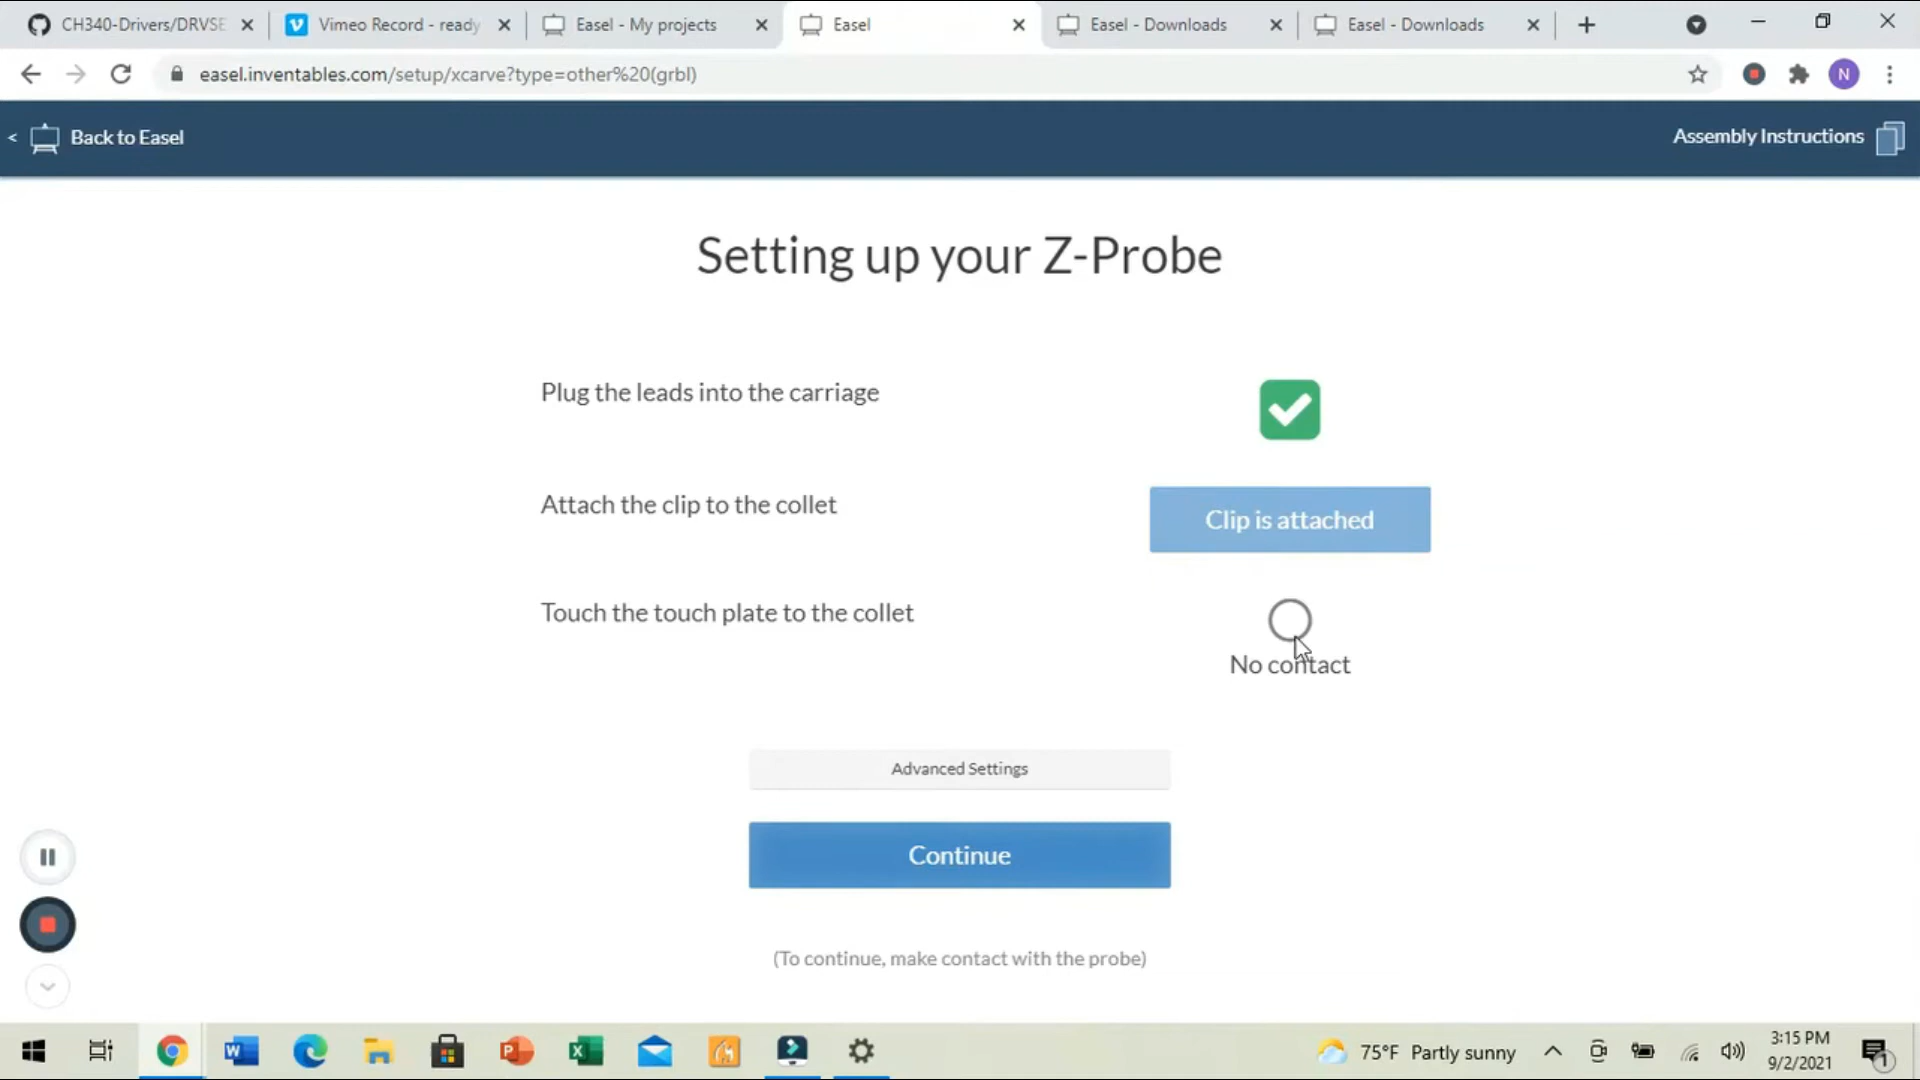 CH340-Drivers/DRVSE
Vimeo Record - ready
Easel - My projects
Easel
Easel - Downloads
Easel - Downloads
easel.inventables.com/setup/xcarve?type=other%20(grbl)
N
< Back to Easel
Assembly Instructions
Setting up your Z-Probe
Plug the leads into the carriage
Attach the clip to the collet
Clip is attached
Touch the touch plate to the collet
No contact
Advanced Settings
Continue
(To continue, make contact with the probe)
75°F Partly sunny
3:15 PM
9/2/2021
1